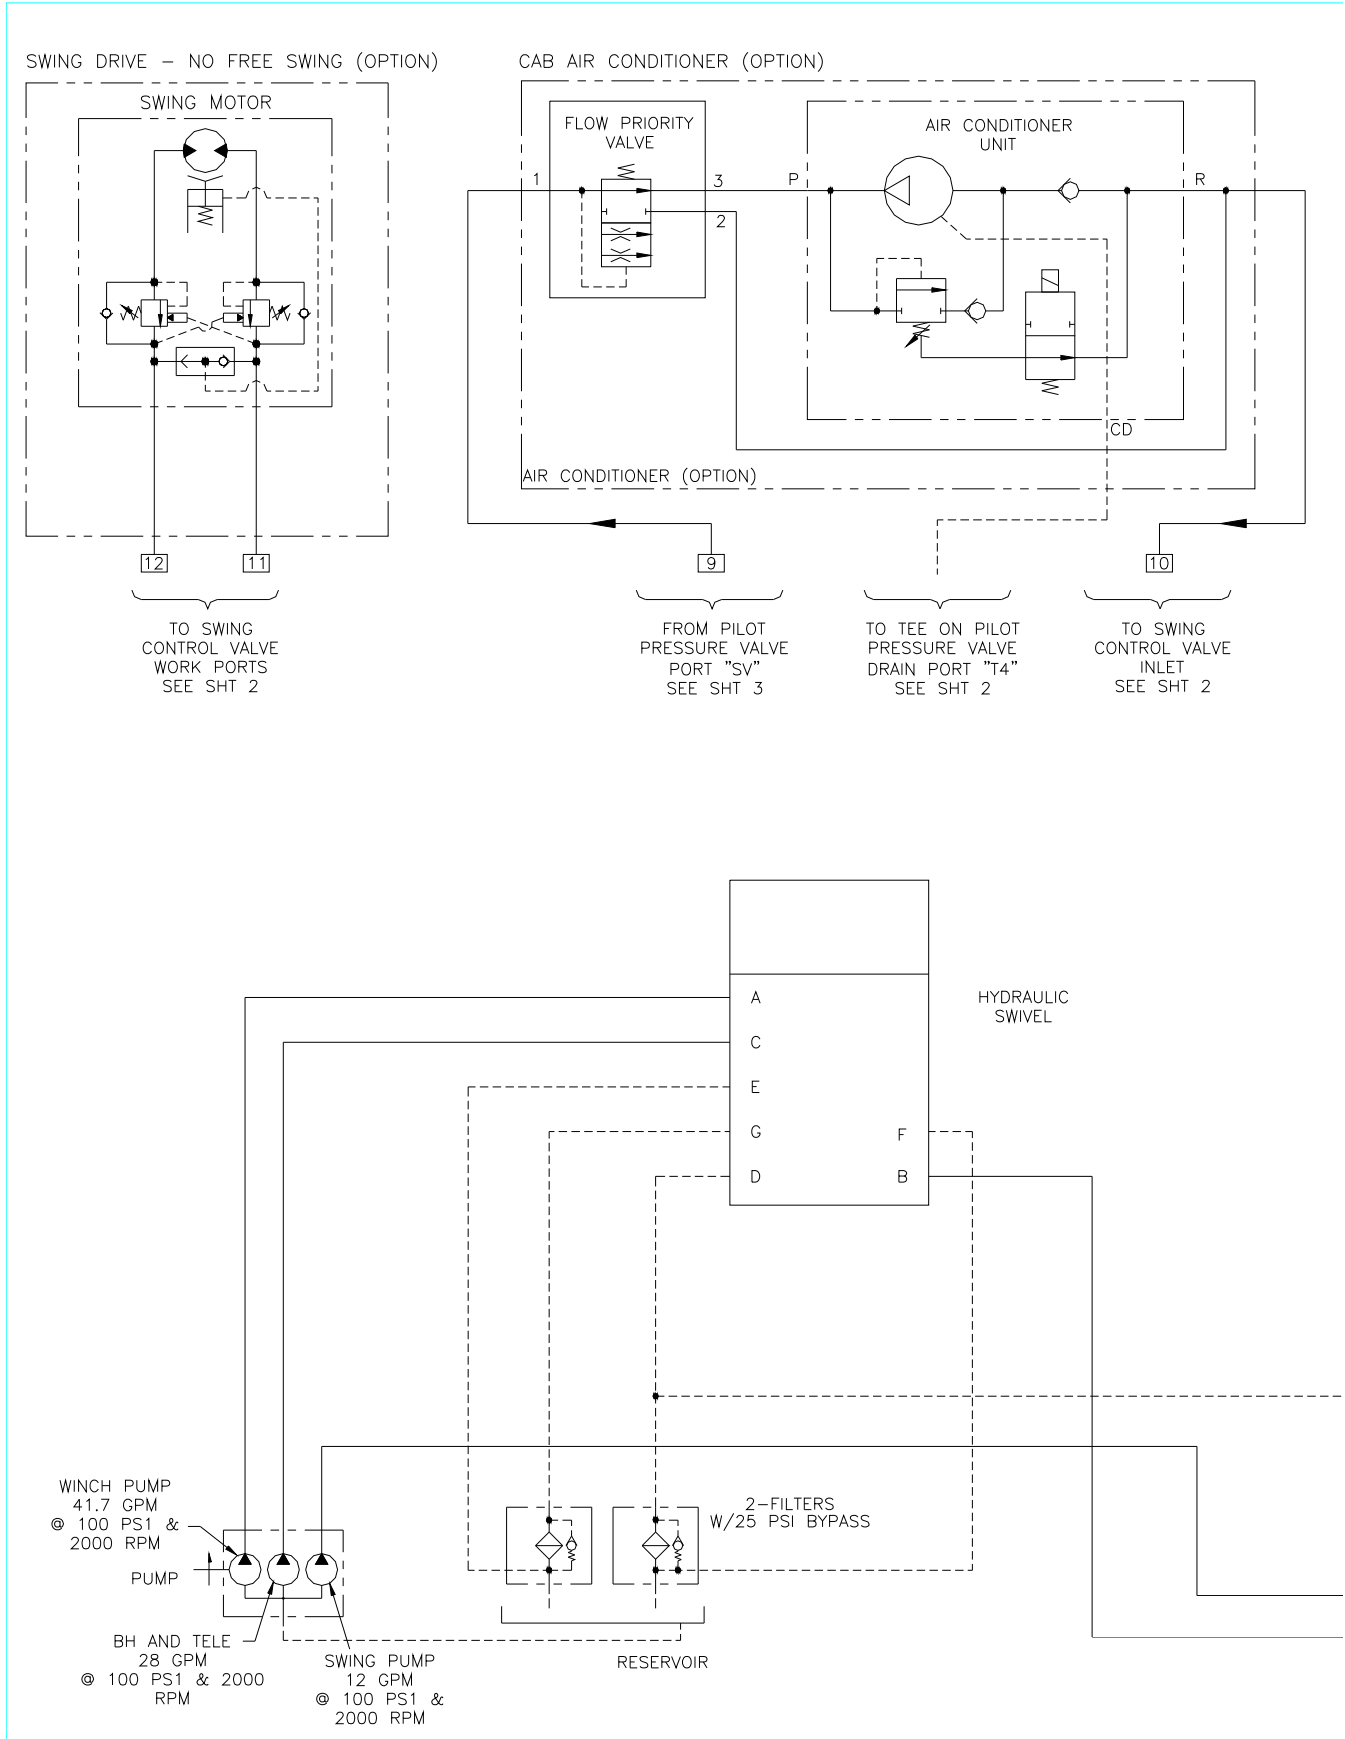 SWING DRIVE - NO FREE SWING (OPTION)
SWING MOTOR
12
11
TO SWING
CONTROL VALVE
WORK PORTS
SEE SHT 2
CAB AIR CONDITIONER (OPTION)
FLOW PRIORITY
VALVE
1
3
2
AIR CONDITIONER
UNIT
P
R
CD
AIR CONDITIONER (OPTION)
9
10
FROM PILOT
PRESSURE VALVE
PORT "SV"
SEE SHT 3
TO TEE ON PILOT
PRESSURE VALVE
DRAIN PORT "T4"
SEE SHT 2
TO SWING
CONTROL VALVE
INLET
SEE SHT 2
A
C
E
G
D
F
B
HYDRAULIC
SWIVEL
WINCH PUMP
41.7 GPM
@ 100 PS1 &
2000 RPM
PUMP
BH AND TELE
28 GPM
@ 100 PS1 & 2000
RPM
SWING PUMP
12 GPM
@ 100 PS1 &
2000 RPM
2-FILTERS
W/25 PSI BYPASS
RESERVOIR